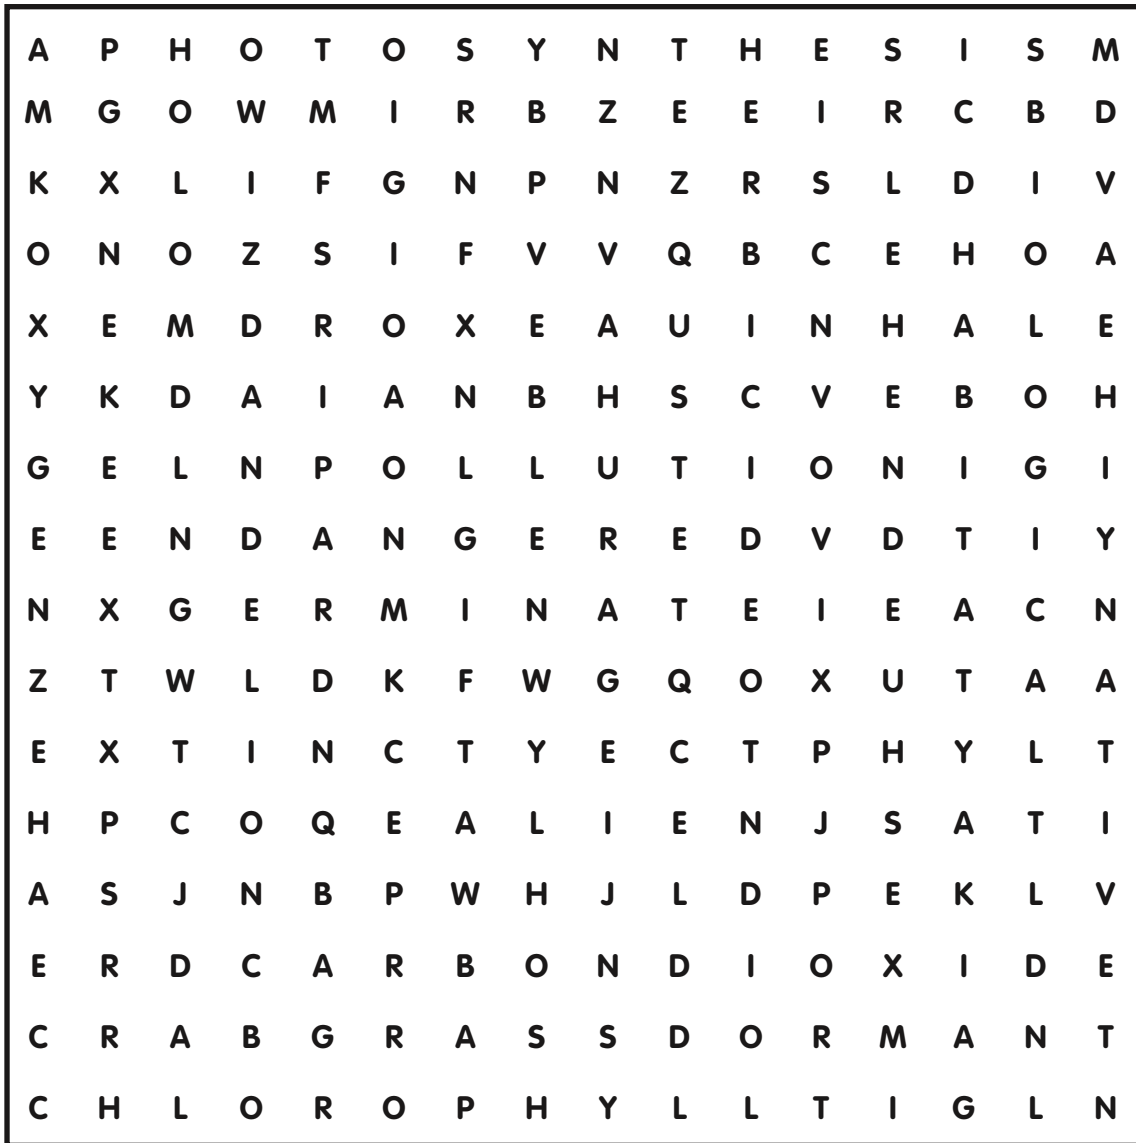 A P H O T O S Y N T H E S I S M
M G O W M I R B Z E E I R C B D
K X L I F G N P N Z R S L D I V
O N O Z S I F V V Q B C E H O A
X E M D R O X E A U I N H A L E
Y K D A I A N B H S C V E B O H
G E L N P O L L U T I O N I G I
E E N D A N G E R E D V D T I Y
N X G E R M I N A T E I E A C N
Z T W L D K F W G Q O X U T A A
E X T I N C T Y E C T P H Y L T
H P C O Q E A L I E N J S A T I
A S J N B P W H J L D P E K L V
E R D C A R B O N D I O X I D E
C R A B G R A S S D O R M A N T
C H L O R O P H Y L L T I G L N